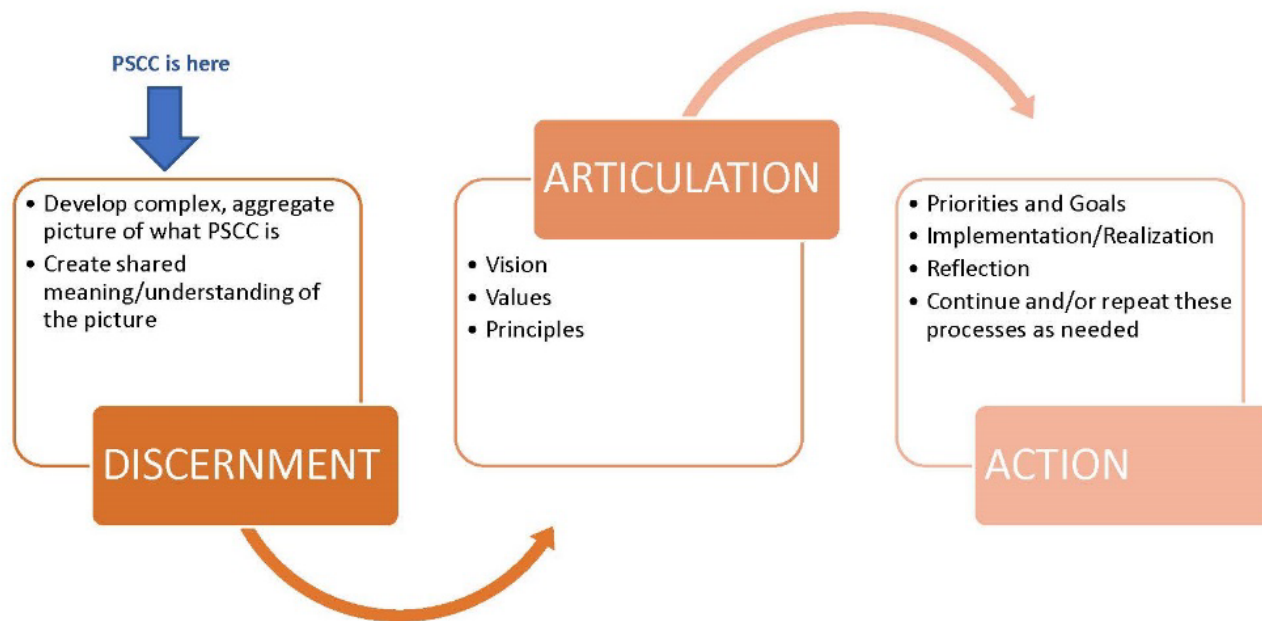 PSCC is here
• Develop complex, aggregate
picture of what PSCC is
• Create shared
meaning/understanding of
the picture
DISCERNMENT
ARTICULATION
• Vision
• Values
• Principles
• Priorities and Goals
• Implementation/Realization
• Reflection
• Continue and/or repeat these
processes as needed
ACTION